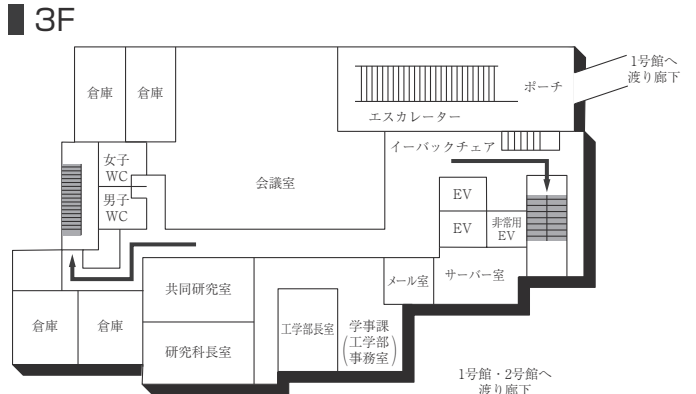 3F
1号館へ
渡り廊下
倉庫
倉庫
ポーチ
エスカレーター
イーバックチェア
女子
WC
男子
WC
会議室
EV
EV
非常用
EV
共同研究室
メール室
サーバー室
倉庫
倉庫
研究科長室
工学部長室
学事課
(工学部
事務室)
1号館・2号館へ
渡り廊下